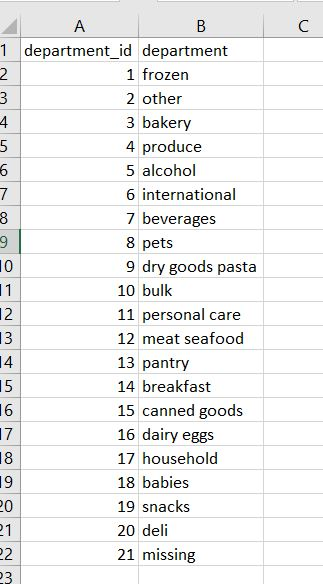 A B C
1 department_id department
2 1 frozen
3 2 other
4 3 bakery
5 4 produce
6 5 alcohol
7 6 international
8 7 beverages
9 8 pets
10 9 dry goods pasta
11 10 bulk
12 11 personal care
13 12 meat seafood
14 13 pantry
15 14 breakfast
16 15 canned goods
17 16 dairy eggs
18 17 household
19 18 babies
20 19 snacks
21 20 deli
22 21 missing
23